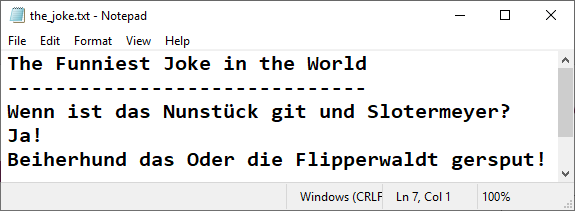 the_joke.txt - Notepad
File Edit Format View Help
The Funniest Joke in the World
------------------------------
Wenn ist das Nunstück git und Slotermeyer?
Ja!
Beiherhund das Oder die Flipperwaldt gersput!
Windows (CRLF Ln 7, Col 1 100%